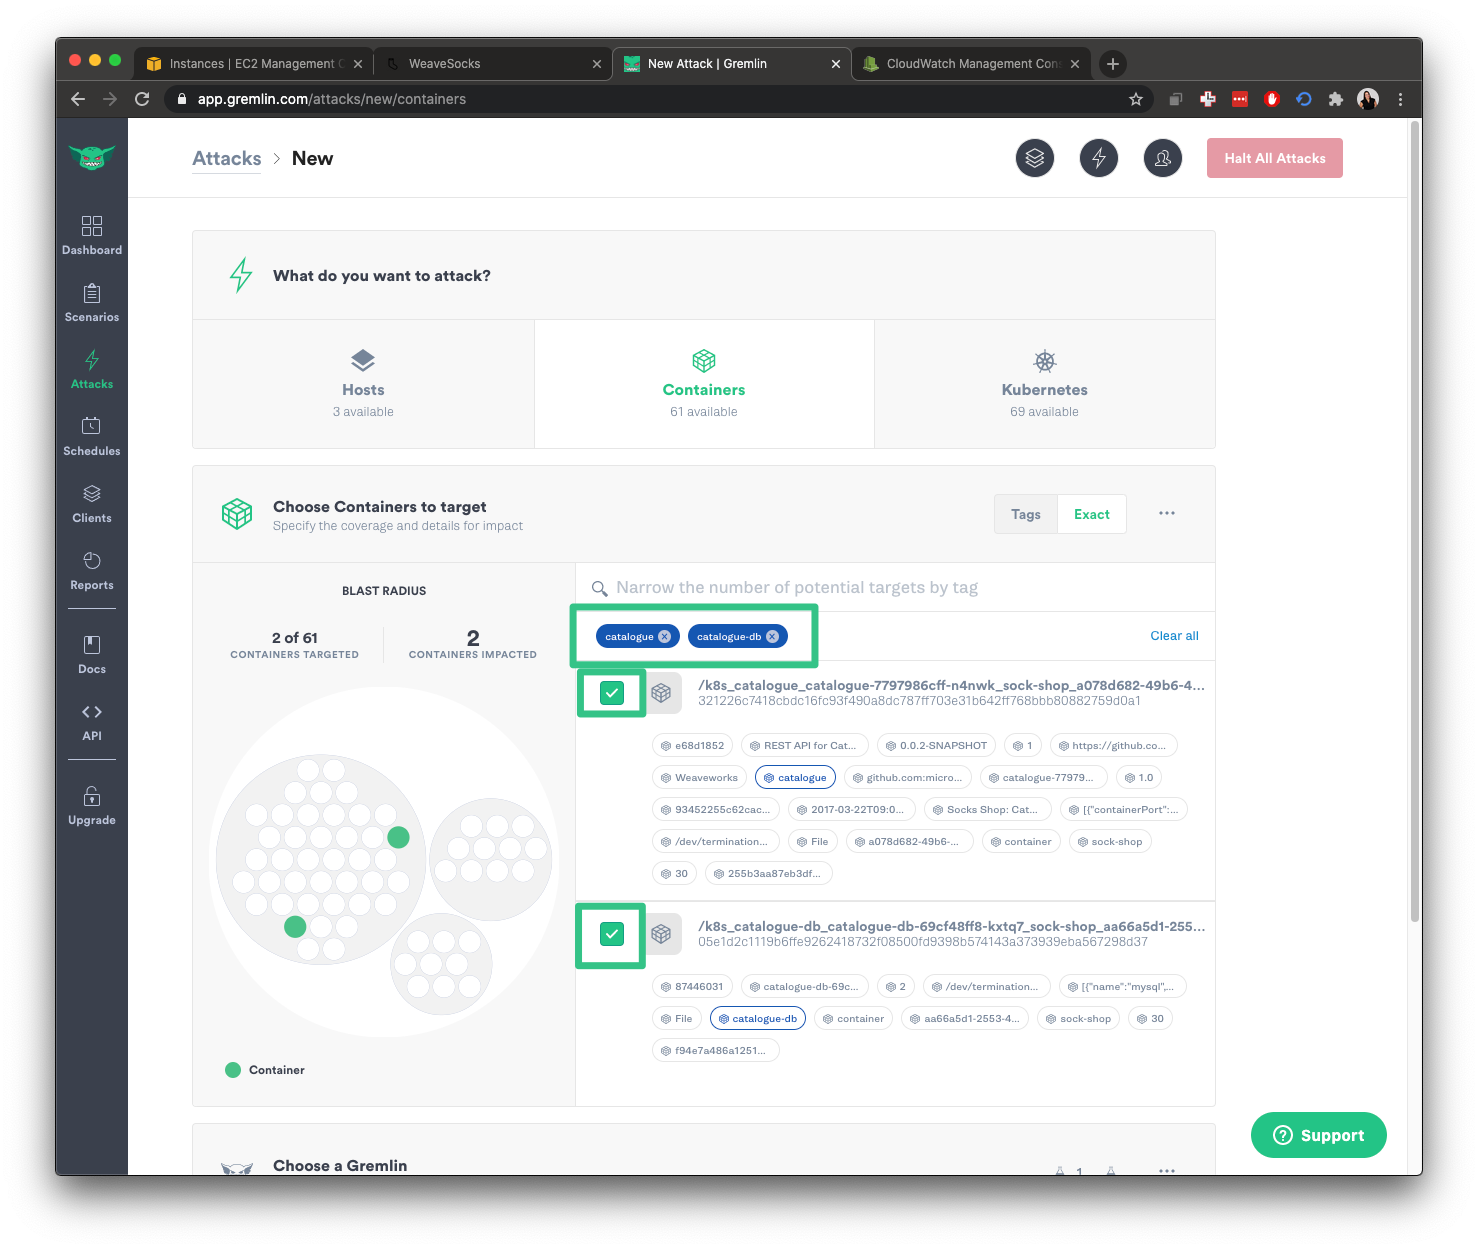 Instances | EC2 Management C
WeaveSocks
New Attack | Gremlin
CloudWatch Management Con
app.gremlin.com/attacks/new/containers
Attacks > New
Halt All Attacks
Dashboard
Scenarios
Attacks
Schedules
Clients
Reports
Docs
API
Upgrade
What do you want to attack?
Hosts
3 available
Containers
61 available
Kubernetes
69 available
Choose Containers to target
Specify the coverage and details for impact
Tags Exact
BLAST RADIUS
2 of 61
CONTAINERS TARGETED
2
CONTAINERS IMPACTED
Container
Narrow the number of potential targets by tag
catalogue catalogue-db Clear all
/k8s_catalogue_catalogue-7797986cff-n4nwk_sock-shop_a078d682-49b6-4...
321226c7418cbdc16fc93f490a8dc787ff703e31b642ff768bbb80882759d0a1
e68d1852 REST API for Cat... 0.0.2-SNAPSHOT 1 https://github.co...
Weaveworks catalogue github.com:micro... catalogue-77979... 1.0
93452255c62cac... 2017-03-22T09:0... Socks Shop: Cat... [{"containerPort":...
/dev/termination... File a078d682-49b6-... container sock-shop
30 255b3aa87eb3df...
/k8s_catalogue-db_catalogue-db-69cf48ff8-kxtq7_sock-shop_aa66a5d1-255...
05e1d2c1119b6ffe9262418732f08500fd9398b574143a373939eba567298d37
87446031 catalogue-db-69c... 2 /dev/termination... [{"name":"mysql",...
File catalogue-db container aa66a5d1-2553-4... sock-shop 30
f94e7a486a1251...
Choose a Gremlin
1
Support